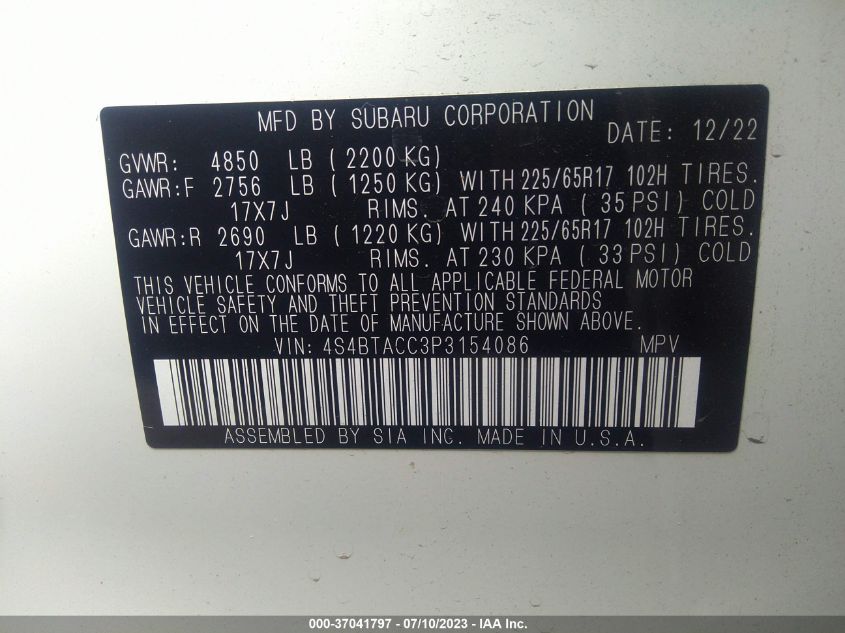 MFD BY SUBARU CORPORATION DATE: 12/22
GVWR: 4850 LB ( 2200 KG)
GAWR:F 2756 LB ( 1250 KG) WITH 225/65R17 102H TIRES.
17X7J RIMS. AT 240 KPA ( 35 PSI) COLD
GAWR:R 2690 LB ( 1220 KG) WITH 225/65R17 102H TIRES.
17X7J RIMS. AT 230 KPA ( 33 PSI) COLD
THIS VEHICLE CONFORMS TO ALL APPLICABLE FEDERAL MOTOR
VEHICLE SAFETY AND THEFT PREVENTION STANDARDS
IN EFFECT ON THE DATE OF MANUFACTURE SHOWN ABOVE.
VIN: 4S4BTACC3P3154086 MPV
ASSEMBLED BY SIA INC. MADE IN U.S.A.
000-37041797 - 07/10/2023 - IAA Inc.